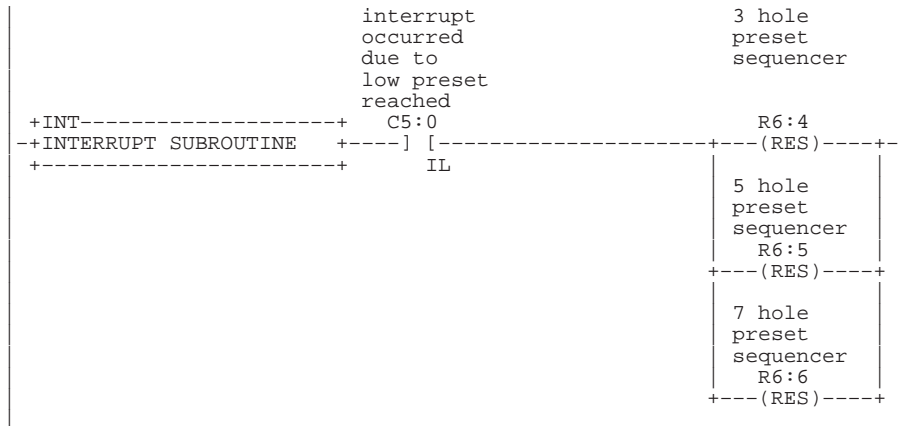 interrupt 3 hole
occurred preset
due to sequencer
low preset
reached
+INT--------------------+ C5:0 R6:4
-+INTERRUPT SUBROUTINE +----] [---------------------+---(RES)----+-
+-----------------------+ IL
5 hole
preset
sequencer
R6:5
+---(RES)----+
7 hole
preset
sequencer
R6:6
+---(RES)----+